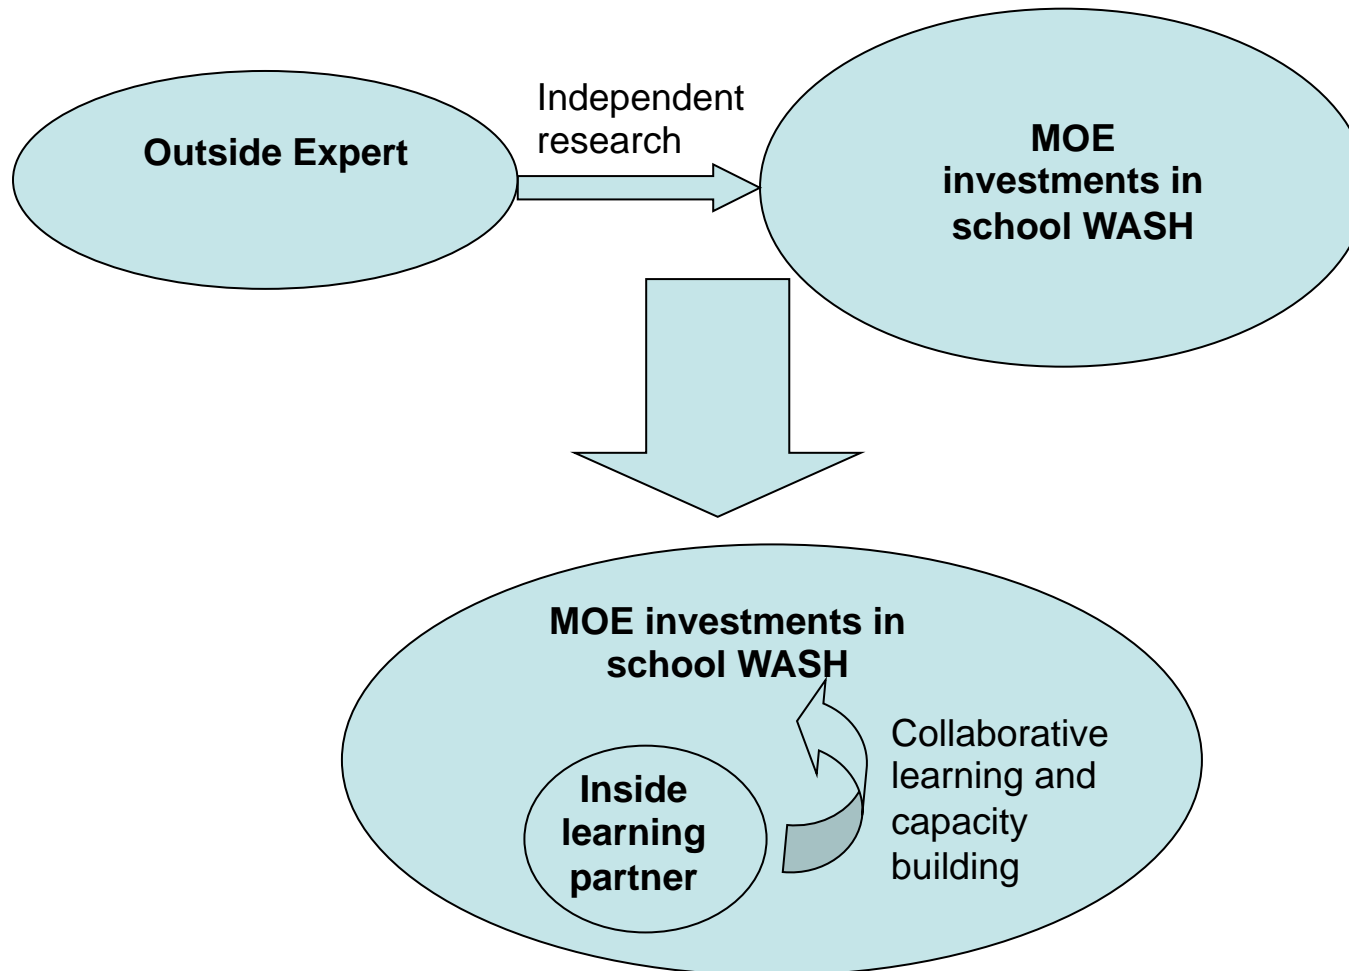 Outside Expert
Independent
research
MOE
investments in
school WASH
MOE investments in
school WASH
Inside
learning
partner
Collaborative
learning and
capacity
building